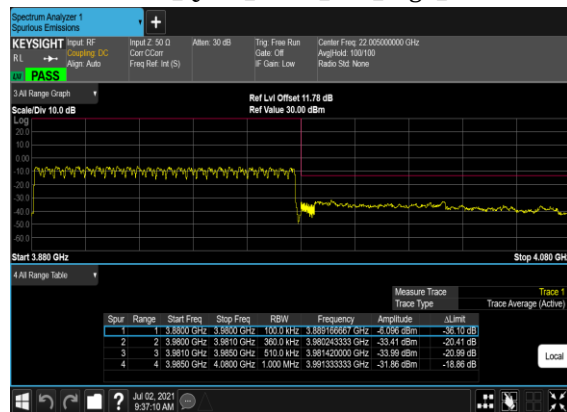 Spectrum Analyzer 1
Spurious Emissions
+
KEYSIGHT Input: RF Input Z: 50 Ω Atten: 30 dB Trig: Free Run Center Freq: 22.005000000 GHz
RL Coupling: DC Corr CCorr Gate: Off Avg|Hold: 100/100
Align: Auto Freq Ref: Int (S) IF Gain: Low Radio Std: None
LW PASS
3 All Range Graph Ref Lvl Offset 11.78 dB
Scale/Div 10.0 dB Ref Value 30.00 dBm
Log
20.0
10.0
0.00
-10.0
-20.0
-30.0
-40.0
-50.0
-60.0
Start 3.880 GHz Stop 4.080 GHz
4 All Range Table
Measure Trace Trace 1
Trace Type Trace Average (Active)
Spur Range Start Freq Stop Freq RBW Frequency Amplitude ΔLimit
1 1 3.8800 GHz 3.9800 GHz 100.0 kHz 3.889166667 GHz -6.096 dBm -36.10 dB
2 2 3.9800 GHz 3.9810 GHz 360.0 kHz 3.980243333 GHz -33.41 dBm -20.41 dB
3 3 3.9810 GHz 3.9850 GHz 510.0 kHz 3.981420000 GHz -33.99 dBm -20.99 dB
4 4 3.9850 GHz 4.0800 GHz 1.000 MHz 3.991333333 GHz -31.86 dBm -18.86 dB
Local
? Jul 02, 2021
9:37:10 AM